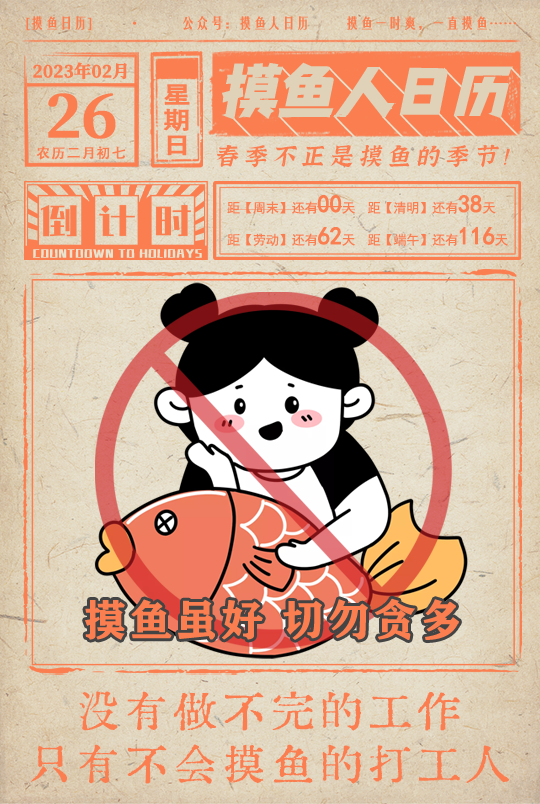 [摸鱼日历] · 公众号：摸鱼人日历 摸鱼一时爽，一直摸鱼……
2023年02月
26
农历二月初七
星期日
摸鱼人日历
春季不正是摸鱼的季节！
倒计时
COUNTDOWN TO HOLIDAYS
距【周末】还有00天 距【清明】还有38天
距【劳动】还有62天 距【端午】还有116天
摸鱼虽好 切勿贪多
没有做不完的工作
只有不会摸鱼的打工人